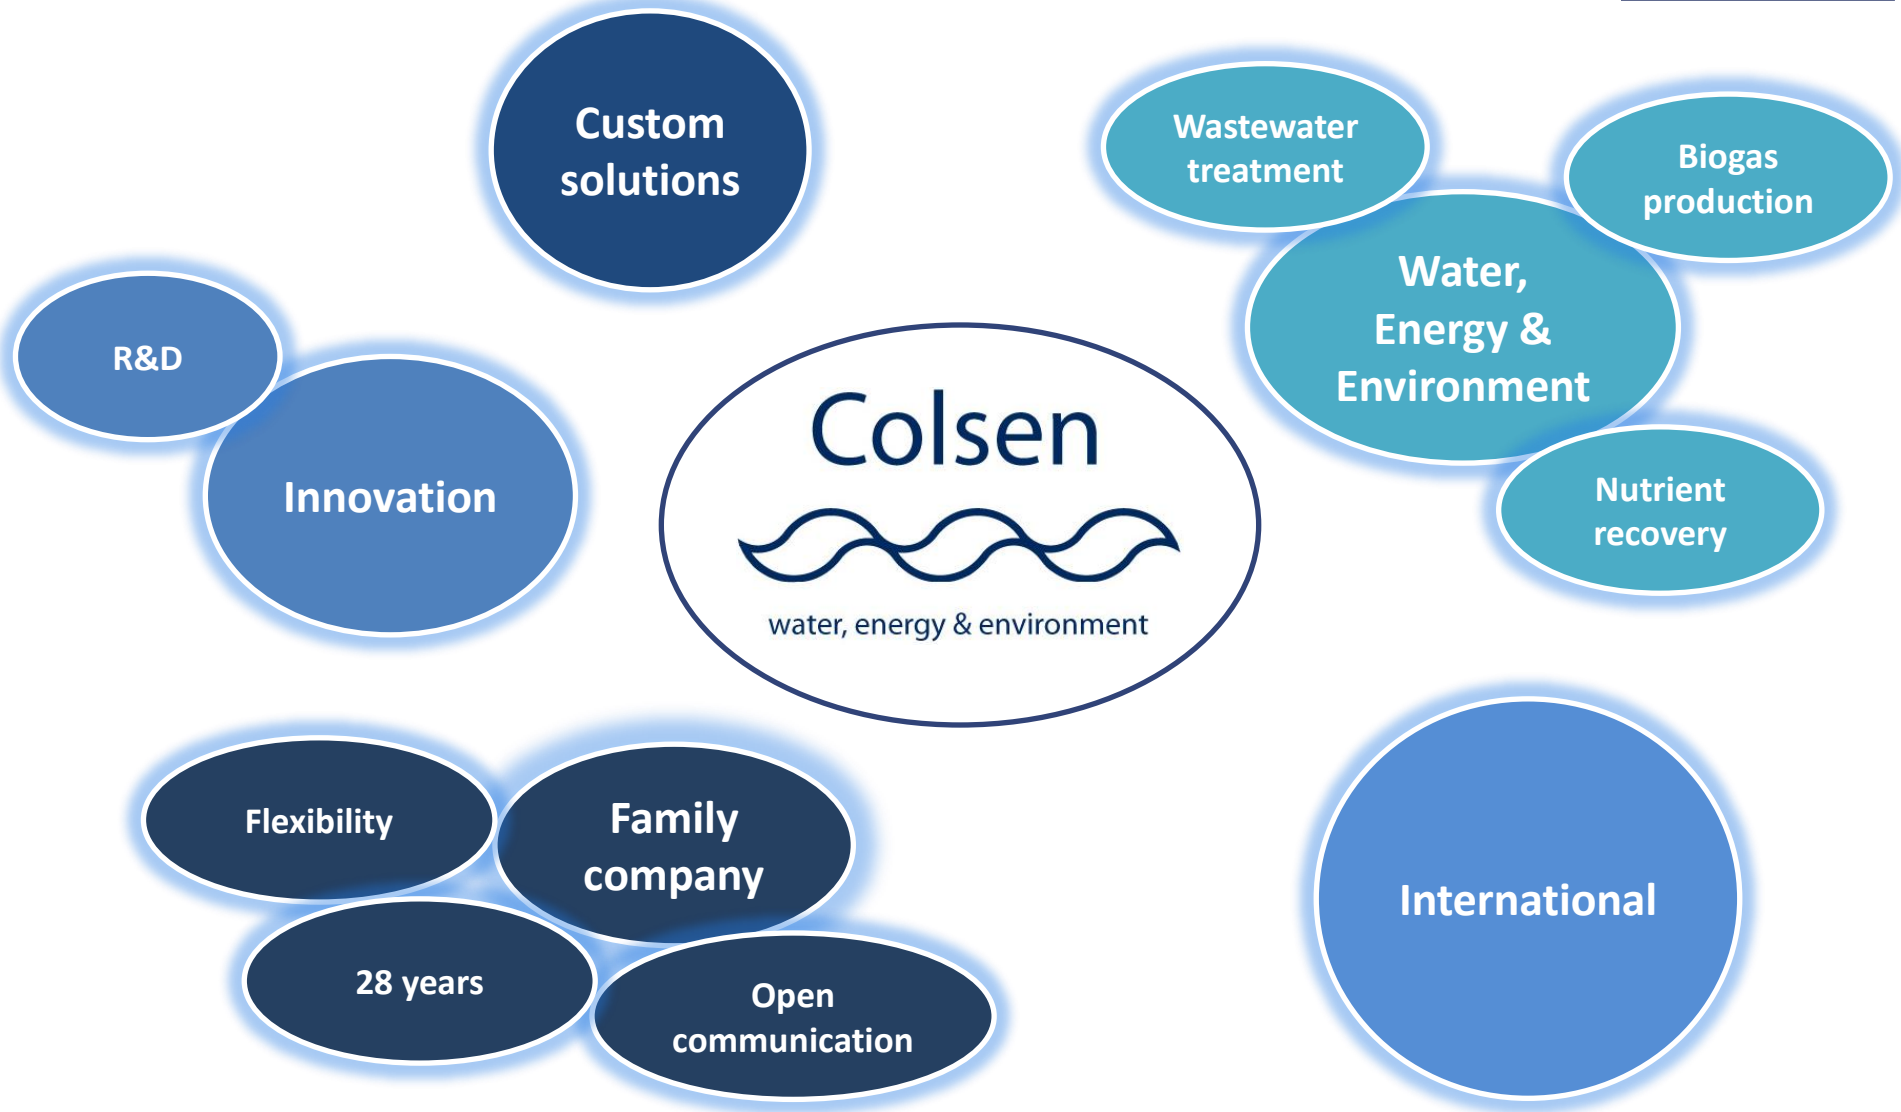 Custom
solutions
Wastewater
treatment
Biogas
production
Water,
Energy &
Environment
Nutrient
recovery
R&D
Innovation
Colsen
water, energy & environment
Flexibility
Family
company
28 years
Open
communication
International